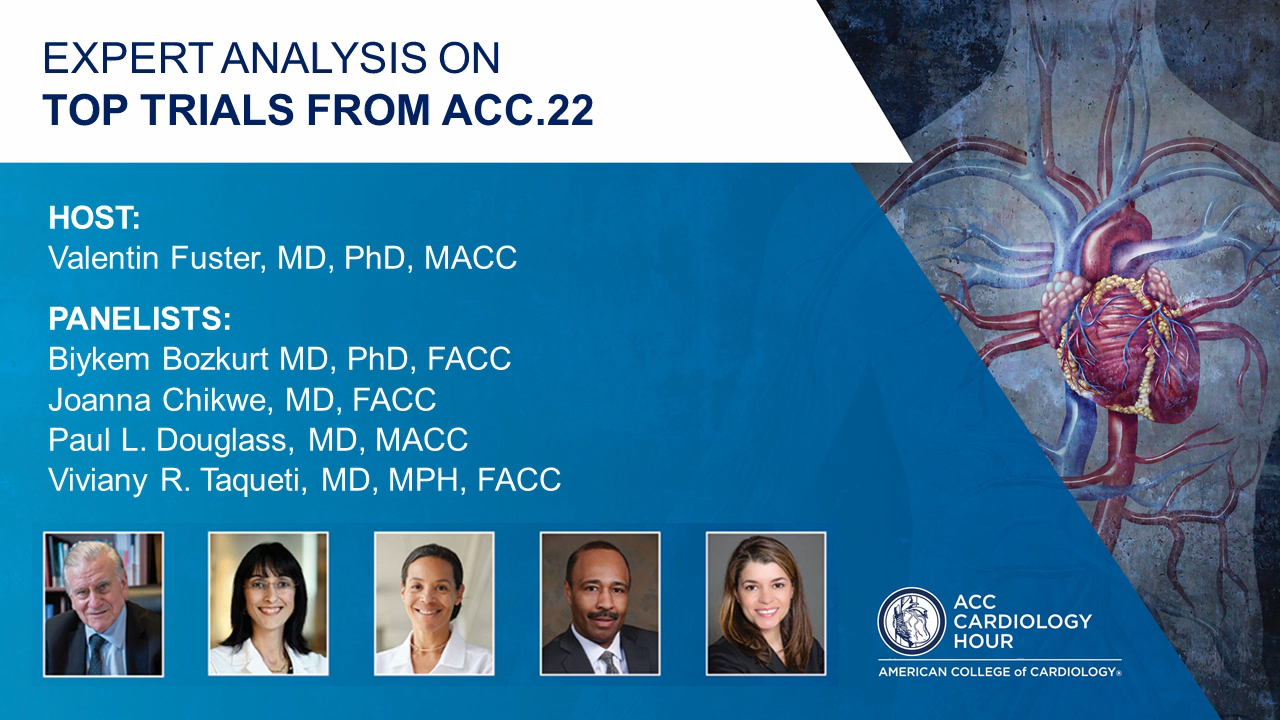 EXPERT ANALYSIS ON
TOP TRIALS FROM ACC.22
HOST:
Valentin Fuster, MD, PhD, MACC
PANELISTS:
Biykem Bozkurt MD, PhD, FACC
Joanna Chikwe, MD, FACC
Paul L. Douglass, MD, MACC
Viviany R. Taqueti, MD, MPH, FACC
ACC
CARDIOLOGY
HOUR
AMERICAN COLLEGE of CARDIOLOGY®